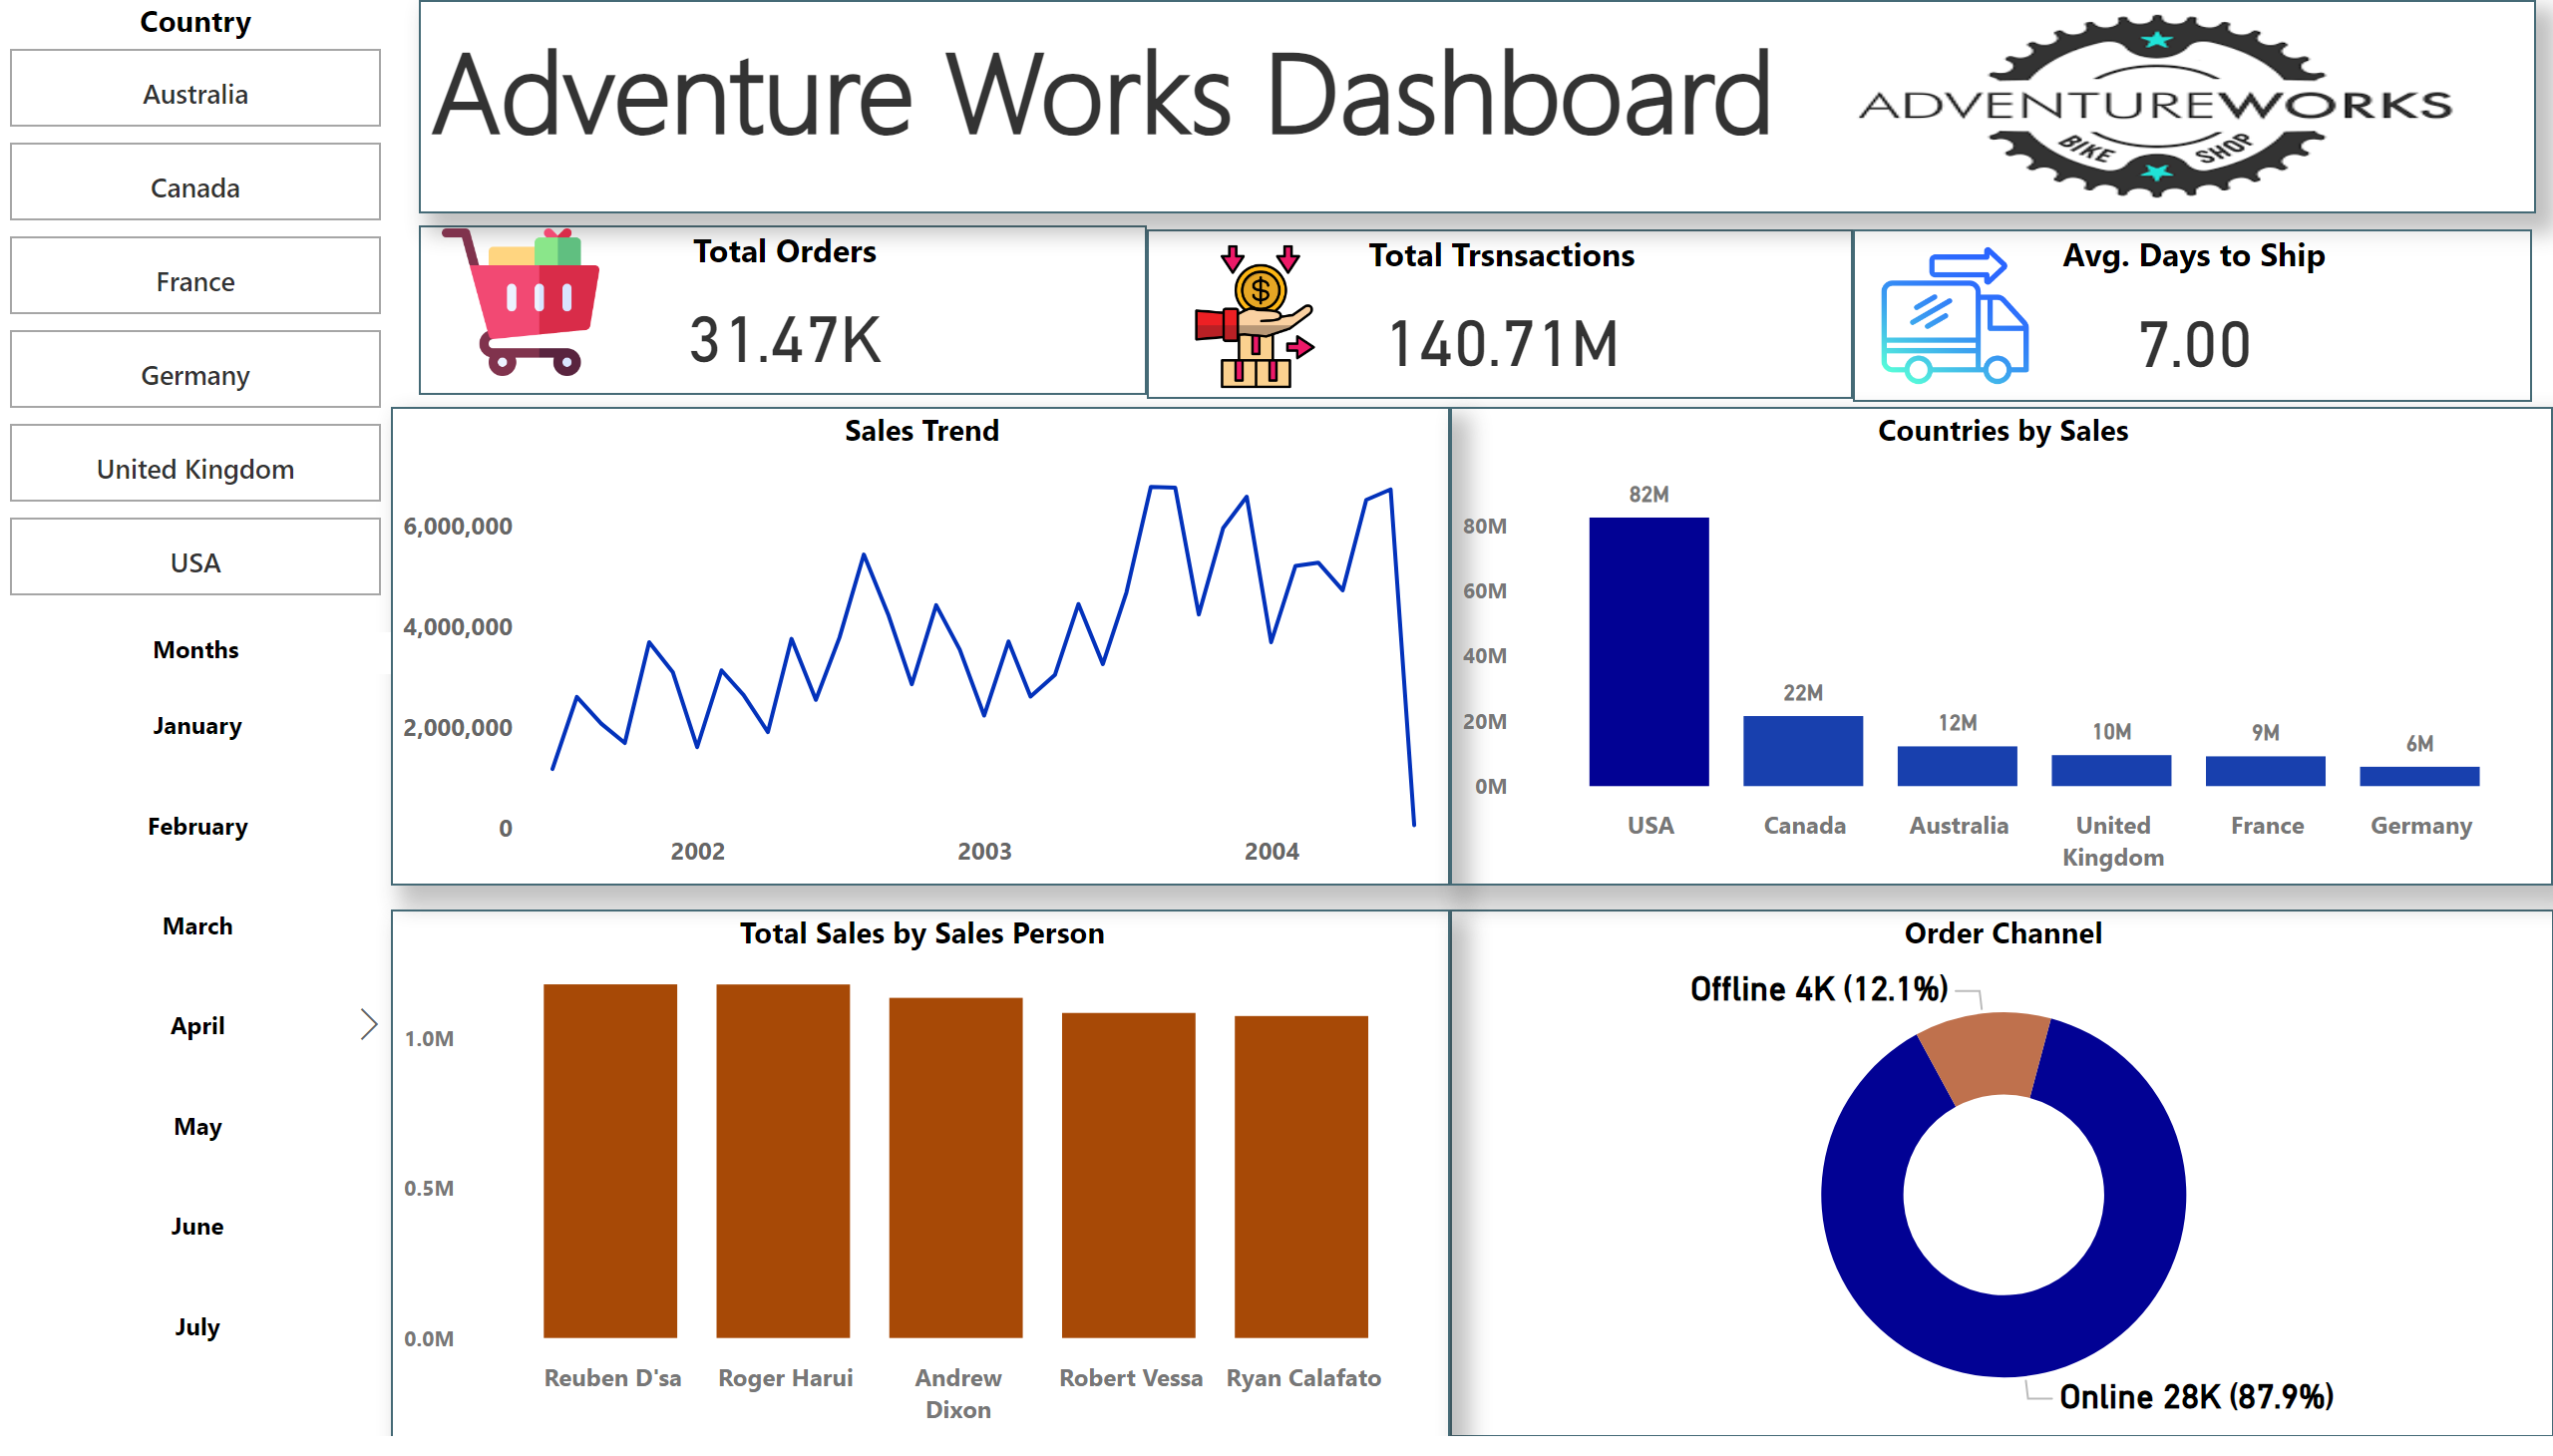 Country
Australia
Canada
France
Germany
United Kingdom
USA
Months
January
February
March
April
May
June
July
Adventure Works Dashboard
ADVENTUREWORKS
BIKE SHOP
Total Orders
31.47K
Total Trsnsactions
140.71M
Avg. Days to Ship
7.00
Sales Trend
6,000,000
4,000,000
2,000,000
0
2002 2003 2004
Countries by Sales
80M
60M
40M
20M
0M
82M
22M
12M
10M
9M
6M
USA Canada Australia United France Germany
Kingdom
Total Sales by Sales Person
1.0M
0.5M
0.0M
Reuben D'sa Roger Harui Andrew Robert Vessa Ryan Calafato
Dixon
Order Channel
Offline 4K (12.1%)
Online 28K (87.9%)